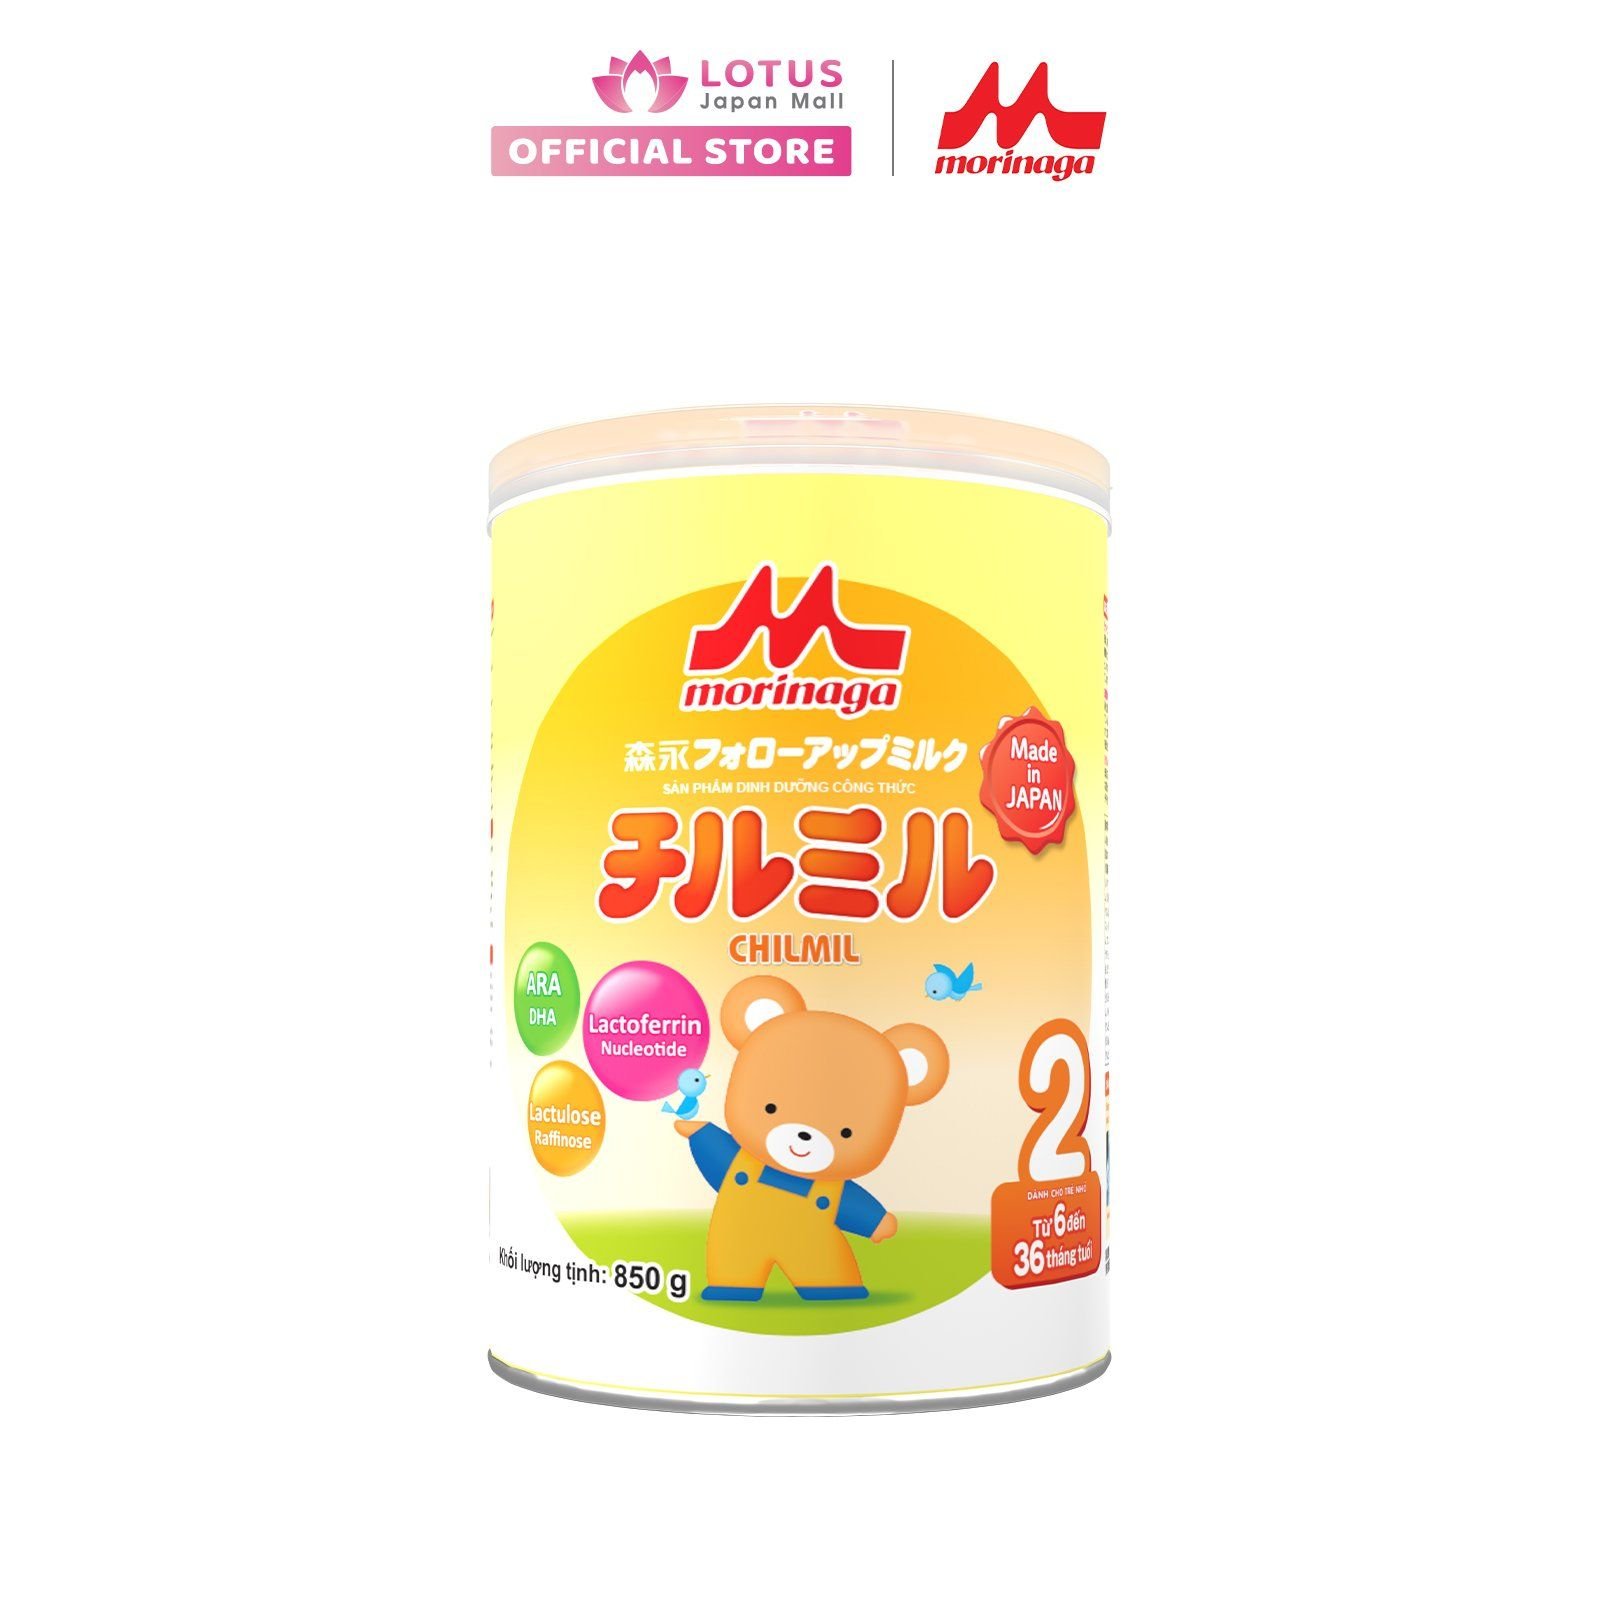 LOTUS
Japan Mall
OFFICIAL STORE
morinaga
morinaga
森永フォローアップミルク
SẢN PHẨM DINH DƯỠNG CÔNG THỨC
チルミル
CHILMIL
Made
in
JAPAN
ARA
DHA
Lactoferrin
Nucleotide
Lactulose
Raffinose
2
DÀNH CHO TRẺ NHỎ
Từ 6 đến
36 tháng tuổi
Khối lượng tịnh: 850 g